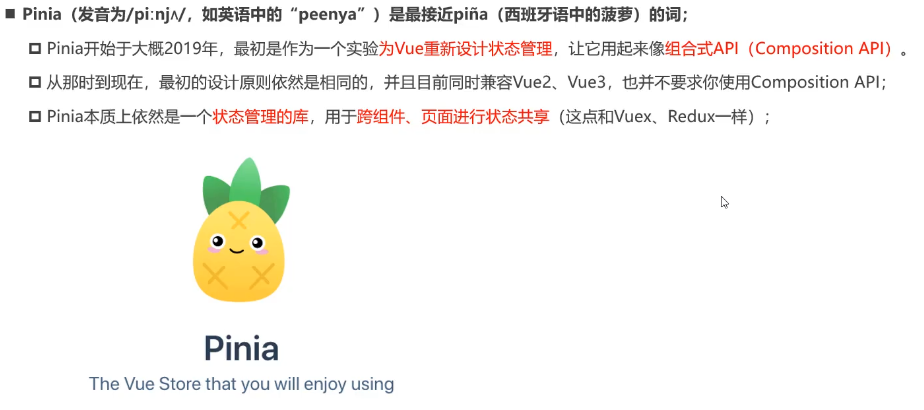 ■ Pinia（发音为/piːnjʌ/，如英语中的“peenya”）是最接近piña（西班牙语中的菠萝）的词；
Pinia开始于大概2019年，最初是作为一个实验为Vue重新设计状态管理，让它用起来像组合式API（Composition API）。
从那时到现在，最初的设计原则依然是相同的，并且目前同时兼容Vue2、Vue3，也并不要求你使用Composition API；
Pinia本质上依然是一个状态管理的库，用于跨组件、页面进行状态共享（这点和Vuex、Redux一样）；
Pinia
The Vue Store that you will enjoy using